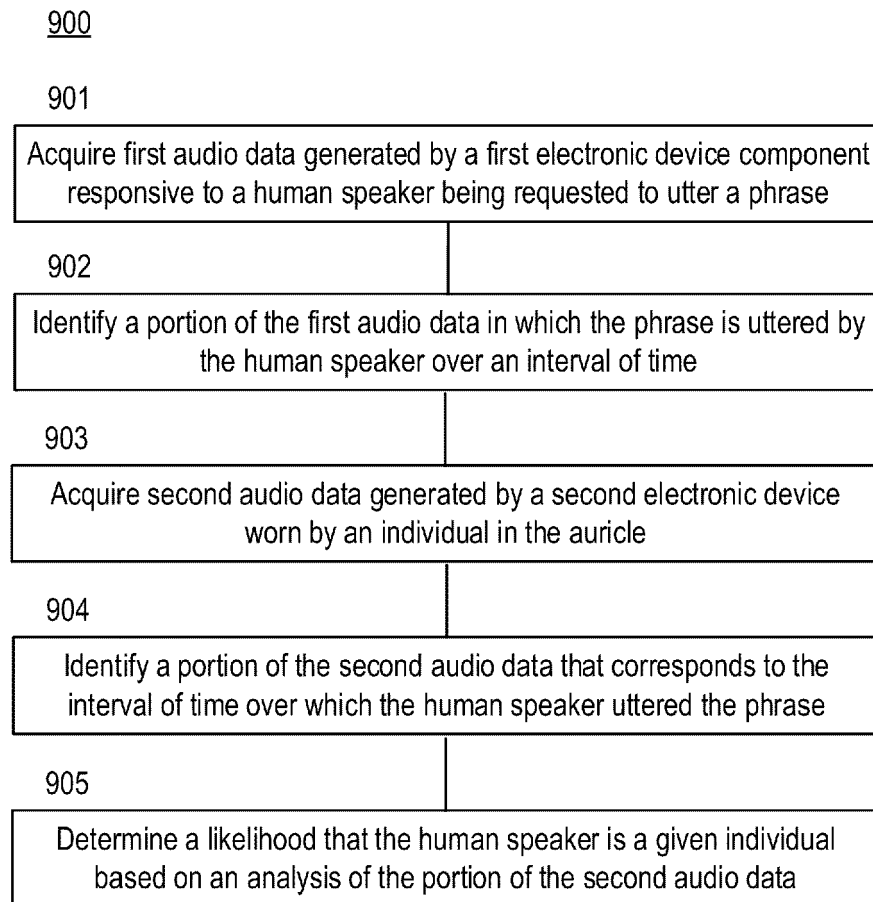 900
901
Acquire first audio data generated by a first electronic device component
responsive to a human speaker being requested to utter a phrase
902
Identify a portion of the first audio data in which the phrase is uttered by
the human speaker over an interval of time
903
Acquire second audio data generated by a second electronic device
worn by an individual in the auricle
904
Identify a portion of the second audio data that corresponds to the
interval of time over which the human speaker uttered the phrase
905
Determine a likelihood that the human speaker is a given individual
based on an analysis of the portion of the second audio data